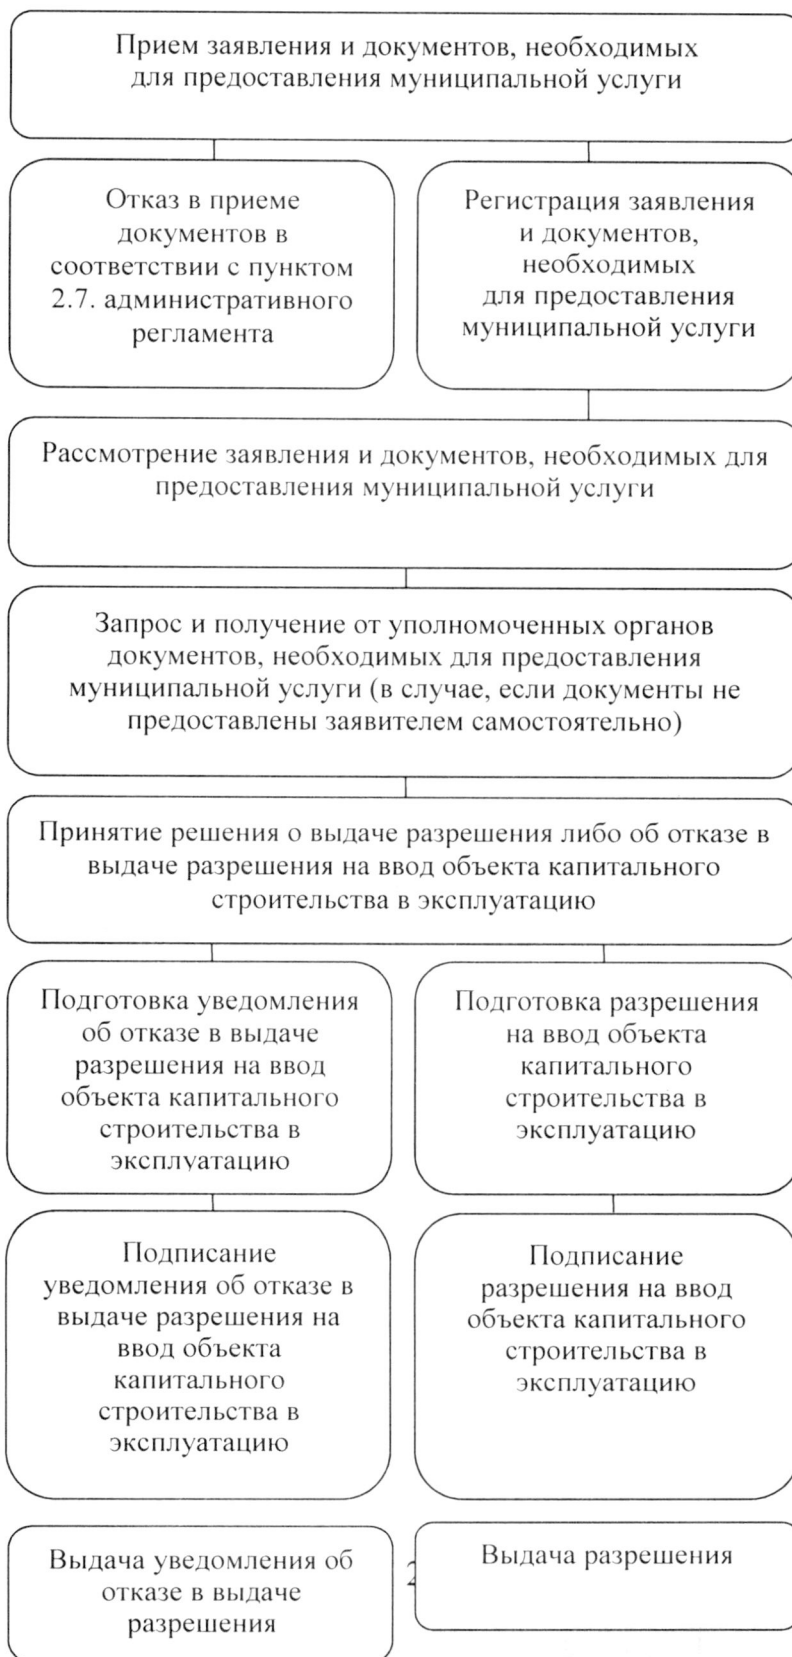 Прием заявления и документов, необходимых
для предоставления муниципальной услуги
Отказ в приеме
документов в
соответствии с пунктом
2.7. административного
регламента
Регистрация заявления
и документов,
необходимых
для предоставления
муниципальной услуги
Рассмотрение заявления и документов, необходимых для
предоставления муниципальной услуги
Запрос и получение от уполномоченных органов
документов, необходимых для предоставления
муниципальной услуги (в случае, если документы не
предоставлены заявителем самостоятельно)
Принятие решения о выдаче разрешения либо об отказе в
выдаче разрешения на ввод объекта капитального
строительства в эксплуатацию
Подготовка уведомления
об отказе в выдаче
разрешения на ввод
объекта капитального
строительства в
эксплуатацию
Подготовка разрешения
на ввод объекта
капитального
строительства в
эксплуатацию
Подписание
уведомления об отказе в
выдаче разрешения на
ввод объекта
капитального
строительства в
эксплуатацию
Подписание
разрешения на ввод
объекта капитального
строительства в
эксплуатацию
Выдача уведомления об
отказе в выдаче
разрешения
Выдача разрешения